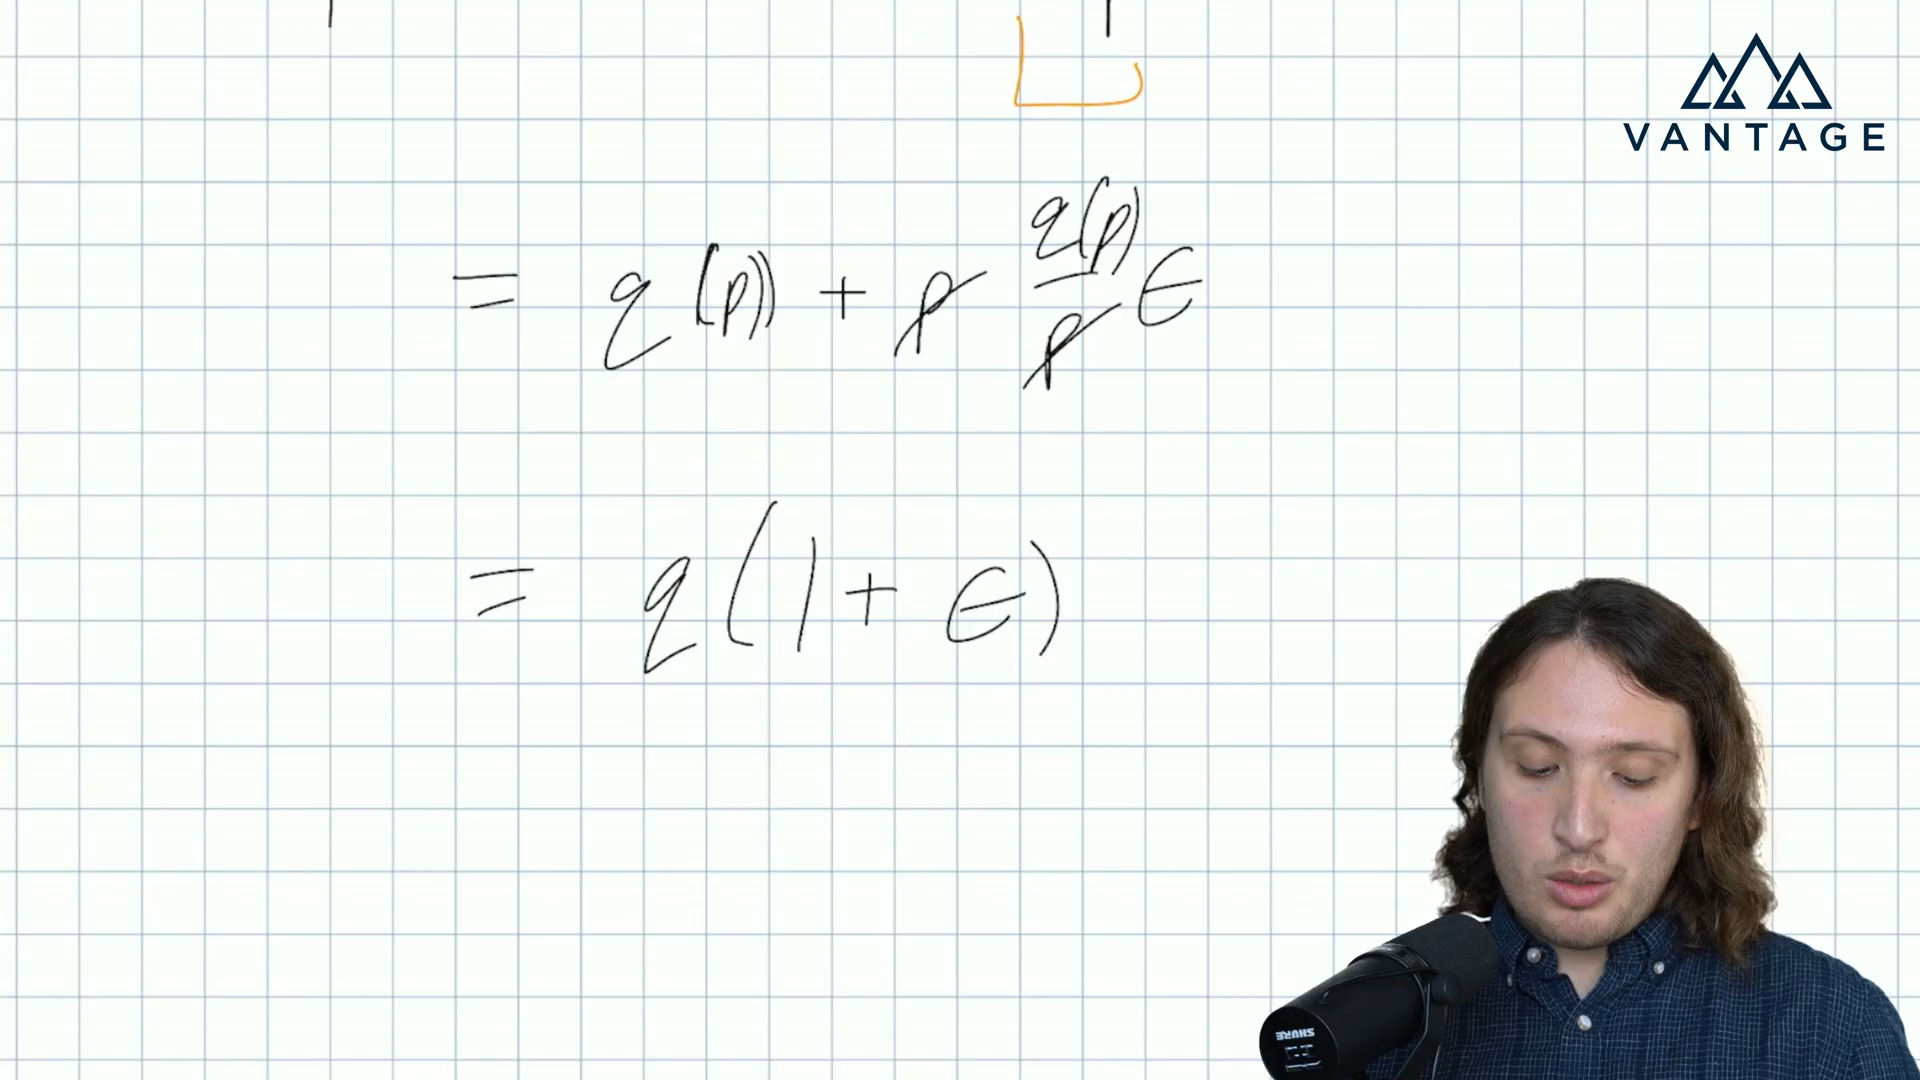 VANTAGE
= q(p) + p q(p)/p ϵ
= q(1 + ϵ)
SHURE